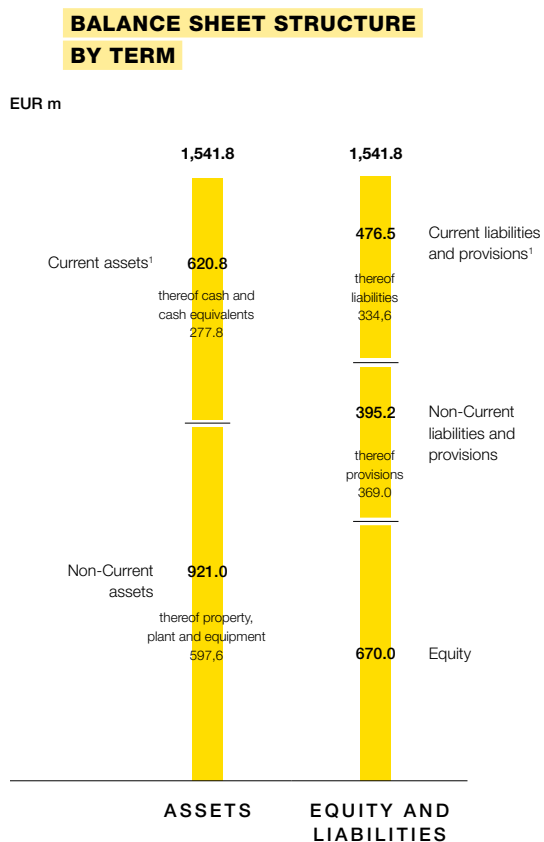 BALANCE SHEET STRUCTURE
BY TERM
EUR m
1,541.8
1,541.8
Current assets¹
620.8
thereof cash and
cash equivalents
277.8
476.5
thereof
liabilities
334,6
Current liabilities
and provisions¹
395.2
thereof
provisions
369.0
Non-Current
liabilities and
provisions
Non-Current
assets
921.0
thereof property,
plant and equipment
597,6
670.0
Equity
ASSETS
EQUITY AND
LIABILITIES